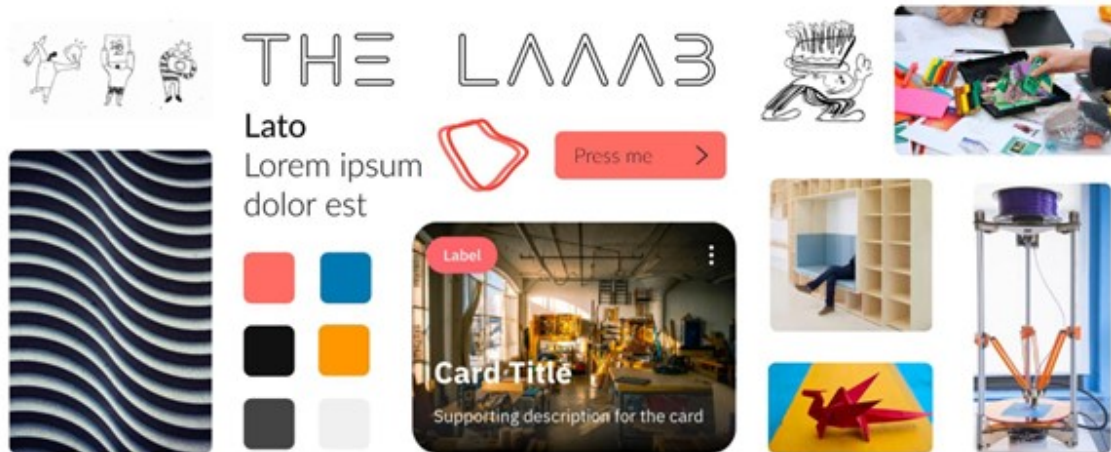 THE LAAAB
Lato
Lorem ipsum
dolor est
Press me
Label
Card Title
Supporting description for the card